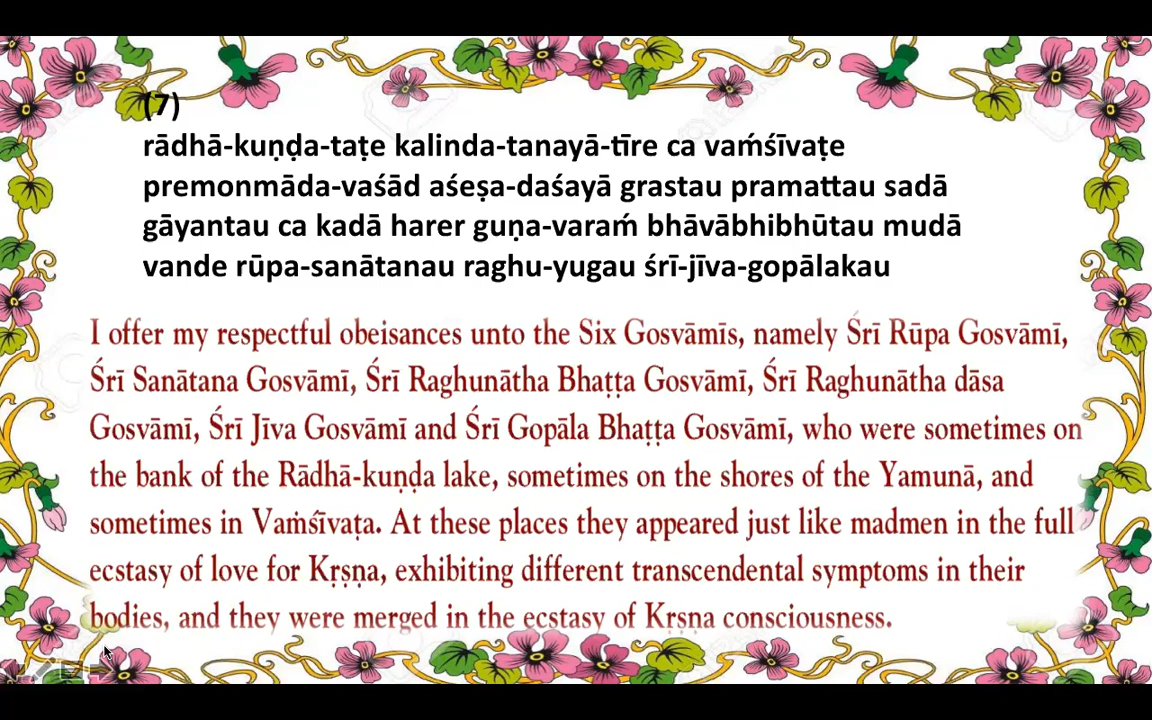 (7)
rādhā-kuṇḍa-taṭe kalinda-tanayā-tīre ca vaḿśīvaṭe
premonmāda-vaśād aśeṣa-daśayā grastau pramattau sadā
gāyantau ca kadā harer guṇa-varaḿ bhāvābhibhūtau mudā
vande rūpa-sanātanau raghu-yugau śrī-jīva-gopālakau
I offer my respectful obeisances unto the Six Gosvāmīs, namely Śrī Rūpa Gosvāmī,
Śrī Sanātana Gosvāmī, Śrī Raghunātha Bhaṭṭa Gosvāmī, Śrī Raghunātha dāsa
Gosvāmī, Śrī Jīva Gosvāmī and Śrī Gopāla Bhaṭṭa Gosvāmī, who were sometimes on
the bank of the Rādhā-kuṇḍa lake, sometimes on the shores of the Yamunā, and
sometimes in Vaṁśīvaṭa. At these places they appeared just like madmen in the full
ecstasy of love for Kṛṣṇa, exhibiting different transcendental symptoms in their
bodies, and they were merged in the ecstasy of Kṛṣṇa consciousness.